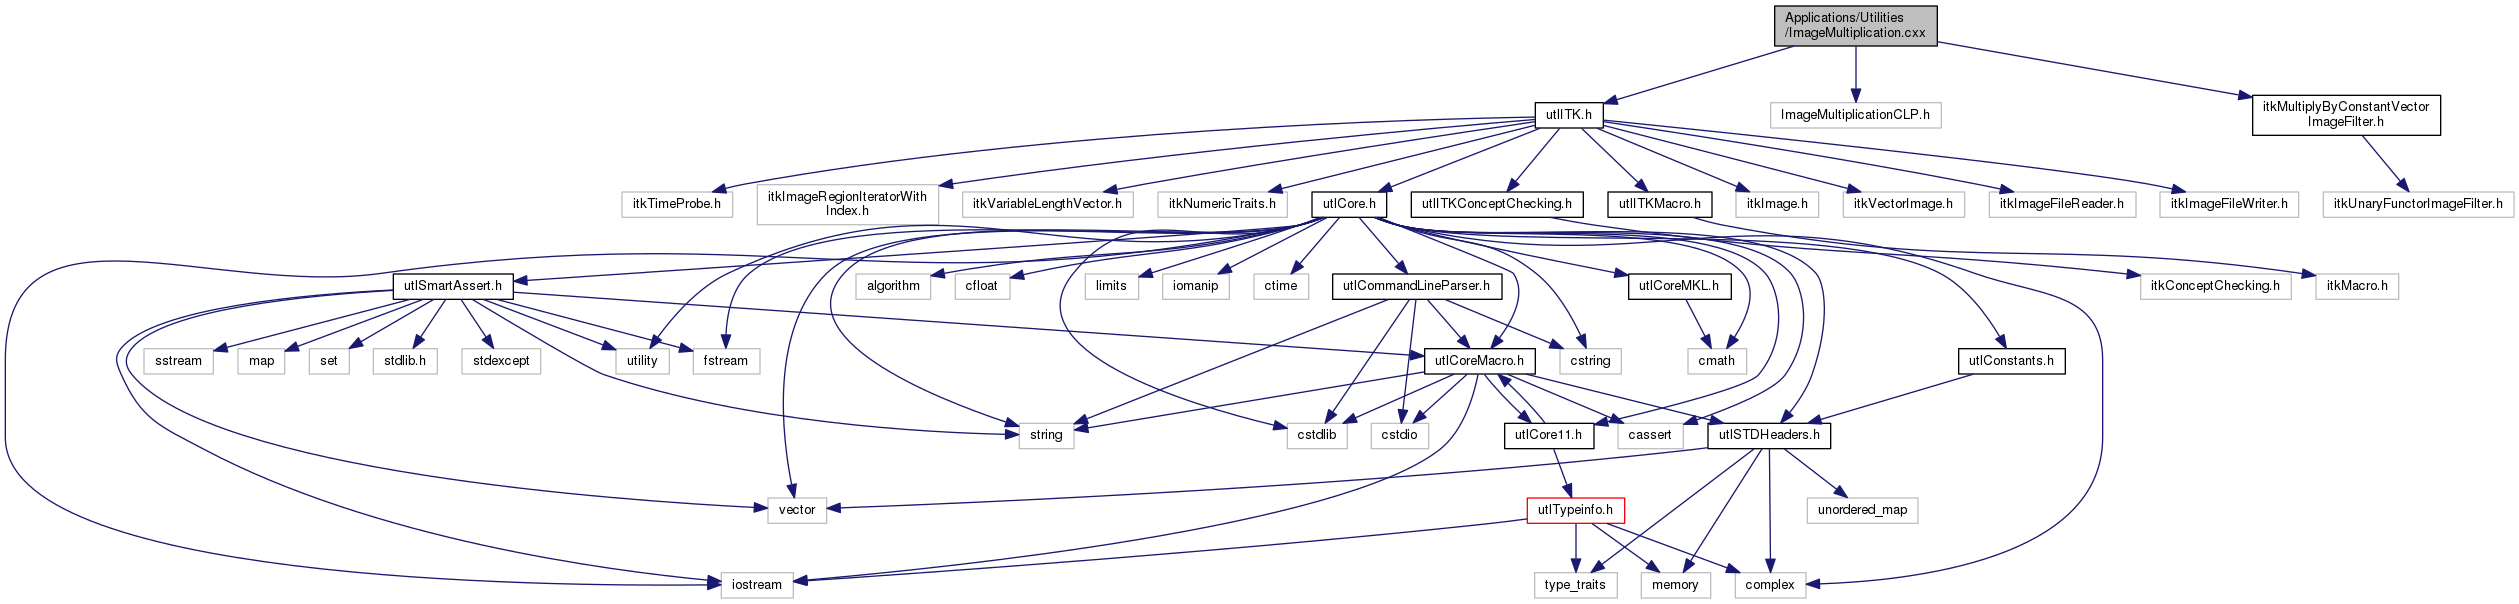 Applications/Utilities
/ImageMultiplication.cxx
utlITK.h
ImageMultiplicationCLP.h
itkMultiplyByConstantVector
ImageFilter.h
itkTimeProbe.h
itkImageRegionIteratorWith
Index.h
itkVariableLengthVector.h
itkNumericTraits.h
utlCore.h
utlITKConceptChecking.h
utlITKMacro.h
itkImage.h
itkVectorImage.h
itkImageFileReader.h
itkImageFileWriter.h
itkUnaryFunctorImageFilter.h
utlSmartAssert.h
algorithm
cfloat
limits
iomanip
ctime
utlCommandLineParser.h
utlCoreMKL.h
itkConceptChecking.h
itkMacro.h
sstream
map
set
stdlib.h
stdexcept
utility
fstream
utlCoreMacro.h
cstring
cmath
utlConstants.h
string
cstdlib
cstdio
utlCore11.h
cassert
utlSTDHeaders.h
vector
utlTypeinfo.h
unordered_map
iostream
type_traits
memory
complex